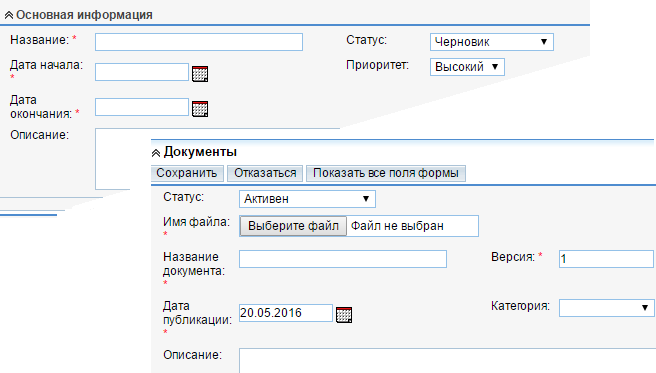 Основная информация
Название: * Статус: Черновик
Дата начала: Приоритет: Высокий
*
Дата
окончания: *
Описание:
Документы
Сохранить Отказаться Показать все поля формы
Статус: Активен
Имя файла: Выберите файл Файл не выбран
*
Название Версия: * 1
документа:
*
Дата 20.05.2016 Категория:
публикации:
*
Описание: